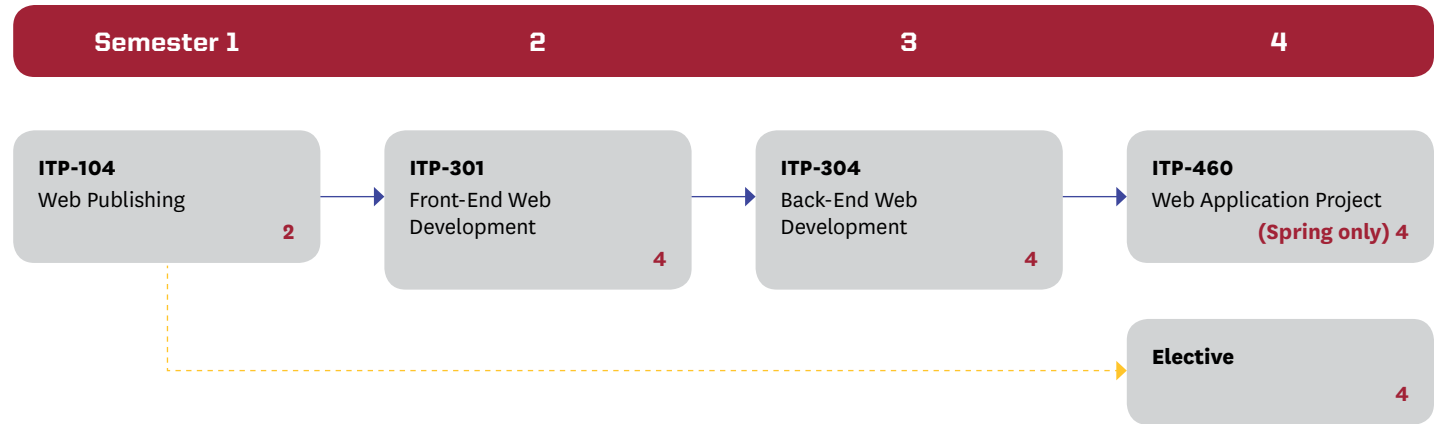 Semester 1 2 3 4
ITP-104
Web Publishing
2
ITP-301
Front-End Web
Development
4
ITP-304
Back-End Web
Development
4
ITP-460
Web Application Project
(Spring only) 4
Elective
4